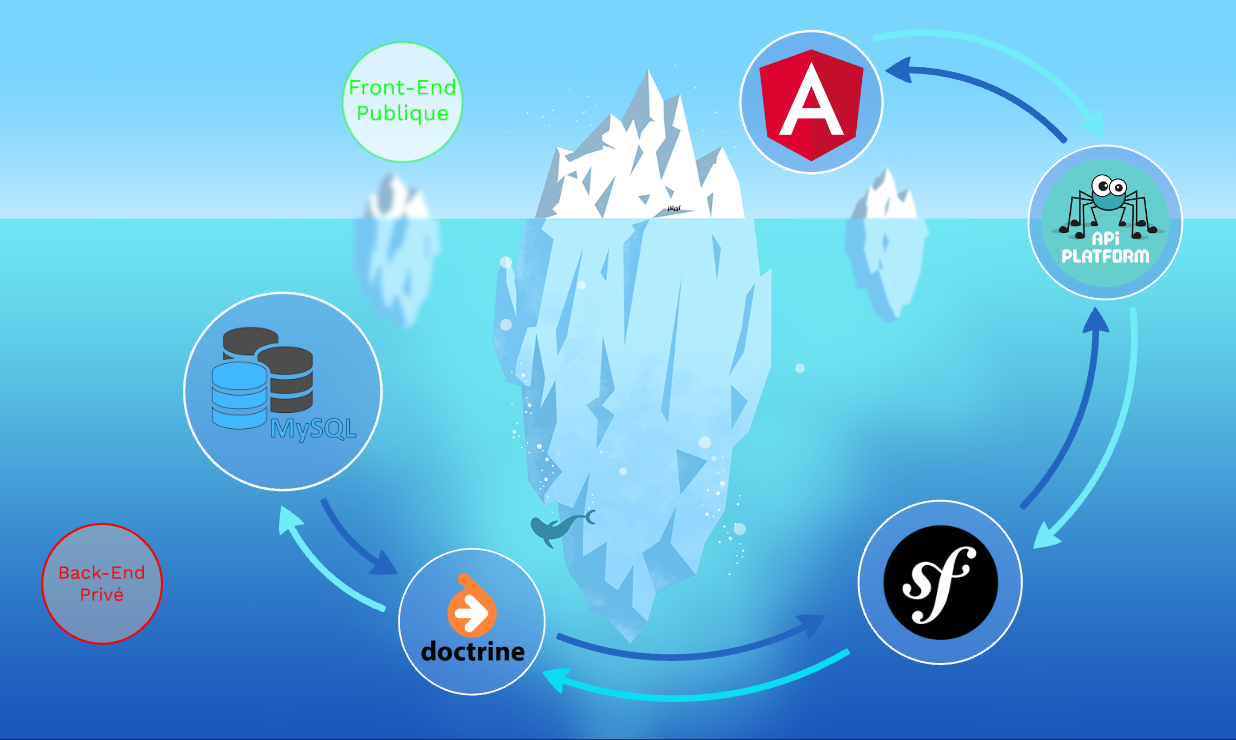 Front-End
Publique
A
APi
PLATFORM
MySQL
Back-End
Privé
doctrine
sf